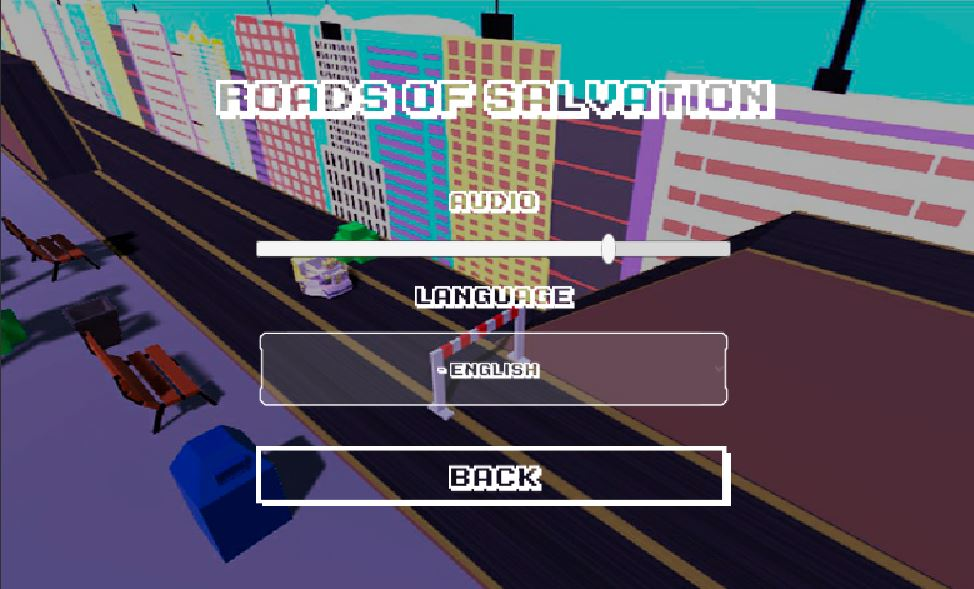 ROADS OF SALVATION
AUDIO
LANGUAGE
ENGLISH
BACK